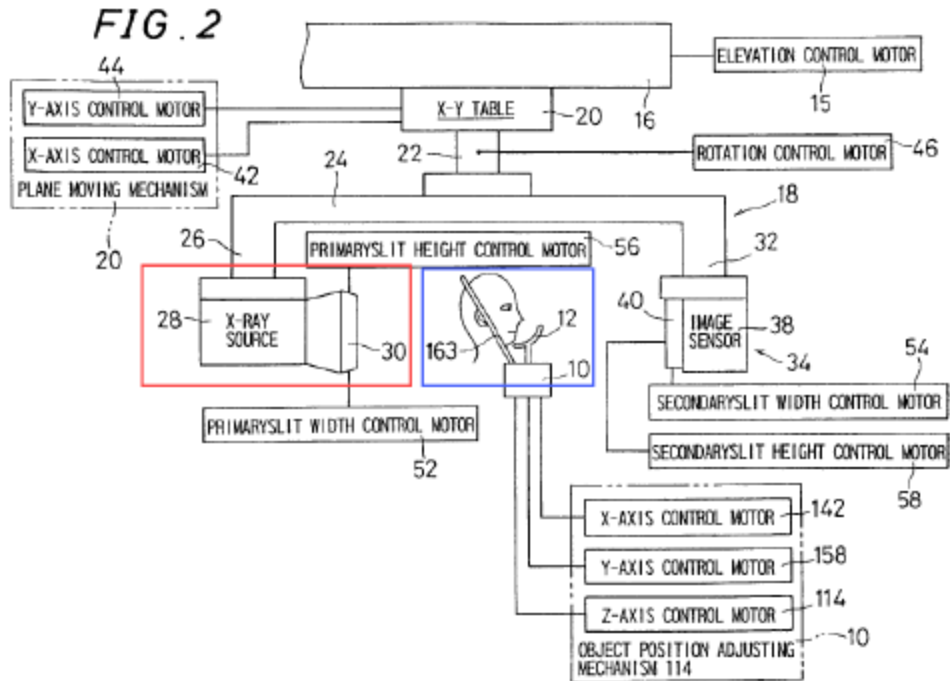 FIG. 2
ELEVATION CONTROL MOTOR
15
16
44
Y-AXIS CONTROL MOTOR
X-AXIS CONTROL MOTOR
42
PLANE MOVING MECHANISM
20
X-Y TABLE
20
22
46
ROTATION CONTROL MOTOR
24
18
26
PRIMARYSLIT HEIGHT CONTROL MOTOR
56
32
28
X-RAY
SOURCE
30
163
12
10
40
IMAGE
SENSOR
38
34
54
SECONDARYSLIT WIDTH CONTROL MOTOR
PRIMARYSLIT WIDTH CONTROL MOTOR
52
SECONDARYSLIT HEIGHT CONTROL MOTOR
58
X-AXIS CONTROL MOTOR
142
Y-AXIS CONTROL MOTOR
158
Z-AXIS CONTROL MOTOR
114
10
OBJECT POSITION ADJUSTING
MECHANISM 114